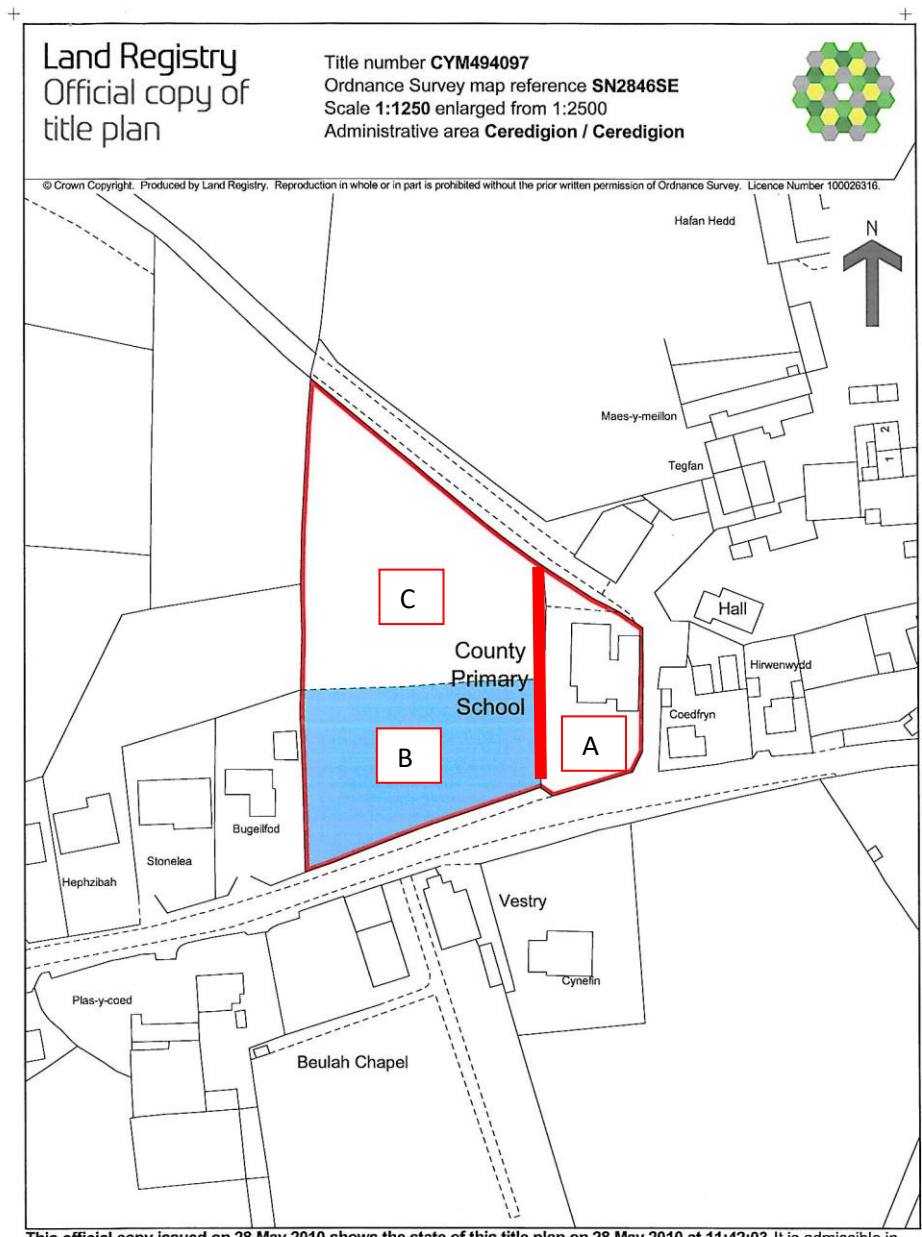 Land Registry
Official copy of
title plan
Title number CYM494097
Ordnance Survey map reference SN2846SE
Scale 1:1250 enlarged from 1:2500
Administrative area Ceredigion / Ceredigion
© Crown Copyright. Produced by Land Registry. Reproduction in whole or in part is prohibited without the prior written permission of Ordnance Survey. Licence Number 100026316.
Hafan Hedd
N
Maes-y-meillon
Tegfan
2
1
C
Hall
County
Primary
School
Hirwenwydd
Coedfryn
A
B
Bugeilfod
Stonelea
Hephzibah
Vestry
Cynefin
Plas-y-coed
Beulah Chapel
This official copy issued on 28 May 2010 shows the state of this title plan on 28 May 2010 at 11:42:03. It is admissible in